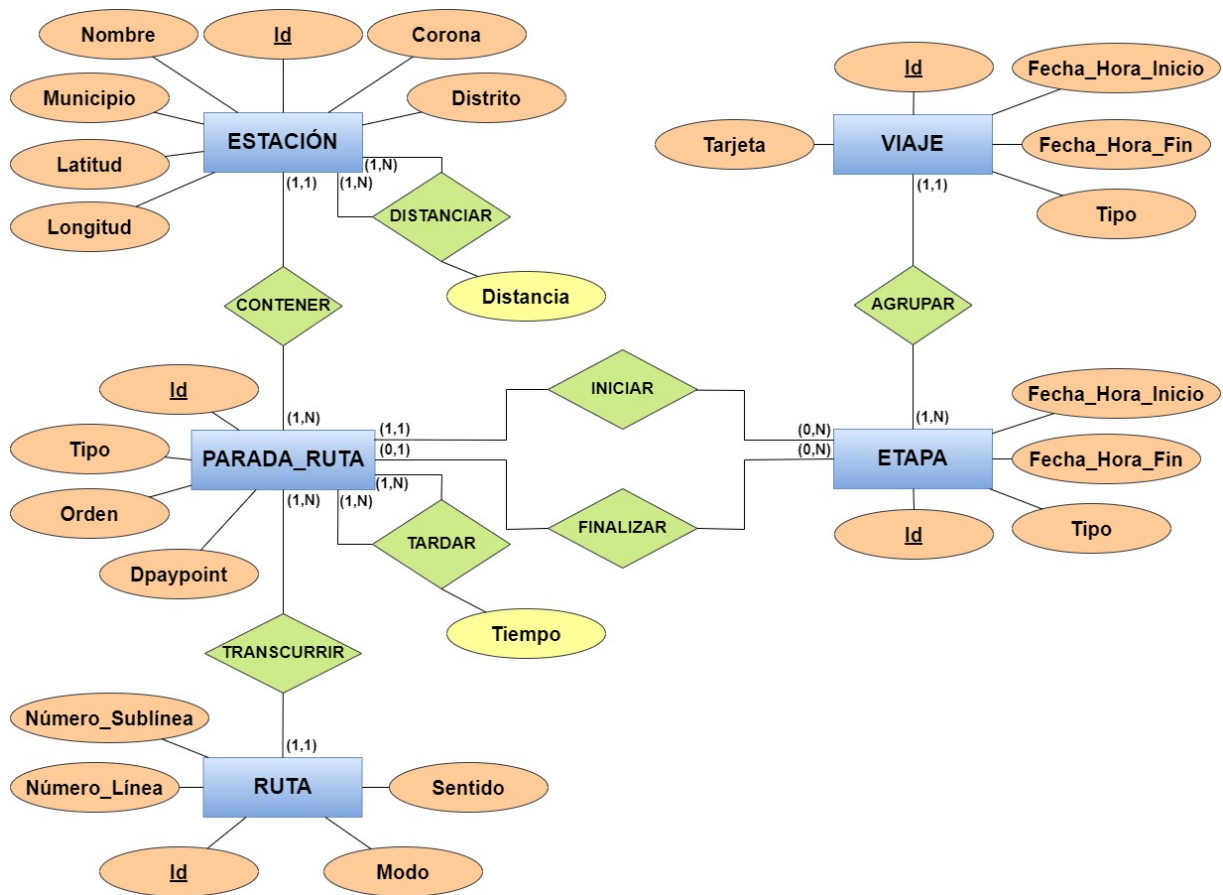 Nombre
Id
Corona
Municipio
Distrito
ESTACIÓN
Latitud
Longitud
(1,1)
(1,N)
(1,N)
DISTANCIAR
Distancia
CONTENER
Id
Fecha_Hora_Inicio
Tarjeta
VIAJE
Fecha_Hora_Fin
(1,1)
Tipo
AGRUPAR
Id
Tipo
Orden
Dpaypoint
(1,N)
PARADA_RUTA
(1,1)
(0,1)
(1,N)
(1,N)
(1,N)
INICIAR
FINALIZAR
TARDAR
Tiempo
(0,N)
(0,N)
(1,N)
ETAPA
Fecha_Hora_Inicio
Fecha_Hora_Fin
Id
Tipo
TRANSCURRIR
Número_Sublínea
(1,1)
Número_Línea
RUTA
Sentido
Id
Modo